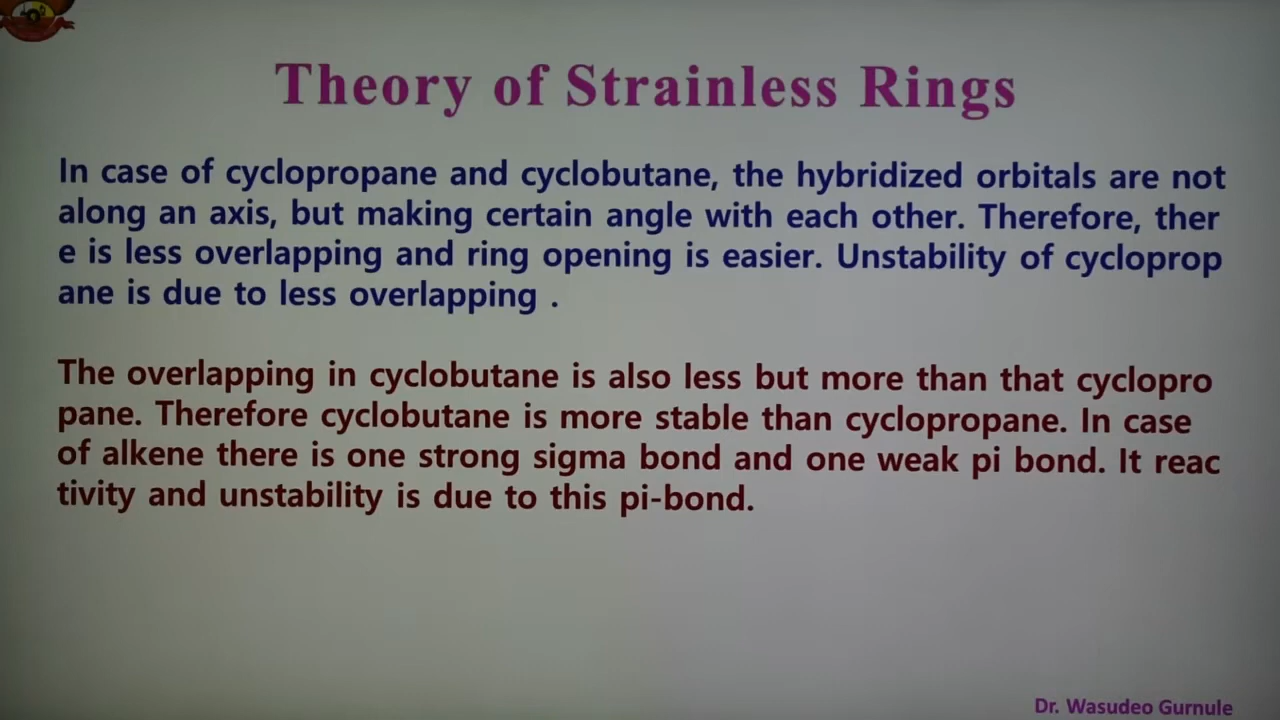 Theory of Strainless Rings
In case of cyclopropane and cyclobutane, the hybridized orbitals are not
along an axis, but making certain angle with each other. Therefore, ther
e is less overlapping and ring opening is easier. Unstability of cycloprop
ane is due to less overlapping .
The overlapping in cyclobutane is also less but more than that cyclopro
pane. Therefore cyclobutane is more stable than cyclopropane. In case
of alkene there is one strong sigma bond and one weak pi bond. It reac
tivity and unstability is due to this pi-bond.
Dr. Wasudeo Gurnule